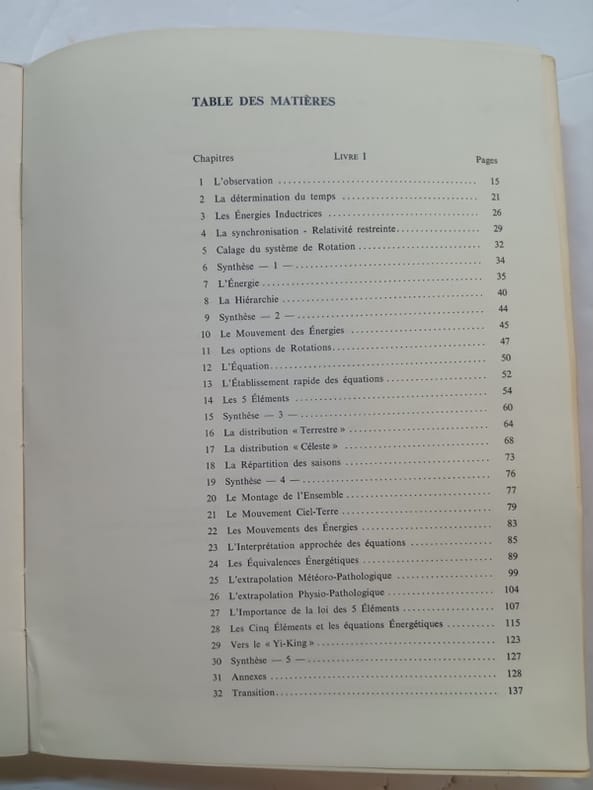 TABLE DES MATIÈRES
Chapitres LIVRE I Pages
1 L'observation 15
2 La détermination du temps 21
3 Les Énergies Inductrices 26
4 La synchronisation - Relativité restreinte 29
5 Calage du système de Rotation 32
6 Synthèse — 1 — 34
7 L'Énergie 35
8 La Hiérarchie 40
9 Synthèse — 2 — 44
10 Le Mouvement des Énergies 45
11 Les options de Rotations 47
12 L'Équation 50
13 L'Établissement rapide des équations 52
14 Les 5 Éléments 54
15 Synthèse — 3 — 60
16 La distribution « Terrestre » 64
17 La distribution « Céleste » 68
18 La Répartition des saisons 73
19 Synthèse — 4 — 76
20 Le Montage de l'Ensemble 77
21 Le Mouvement Ciel-Terre 79
22 Les Mouvements des Énergies 83
23 L'Interprétation approchée des équations 85
24 Les Équivalences Énergétiques 89
25 L'extrapolation Météoro-Pathologique 99
26 L'extrapolation Physio-Pathologique 104
27 L'Importance de la loi des 5 Éléments 107
28 Les Cinq Éléments et les équations Énergétiques 115
29 Vers le « Yi-King » 123
30 Synthèse — 5 — 127
31 Annexes 128
32 Transition 137